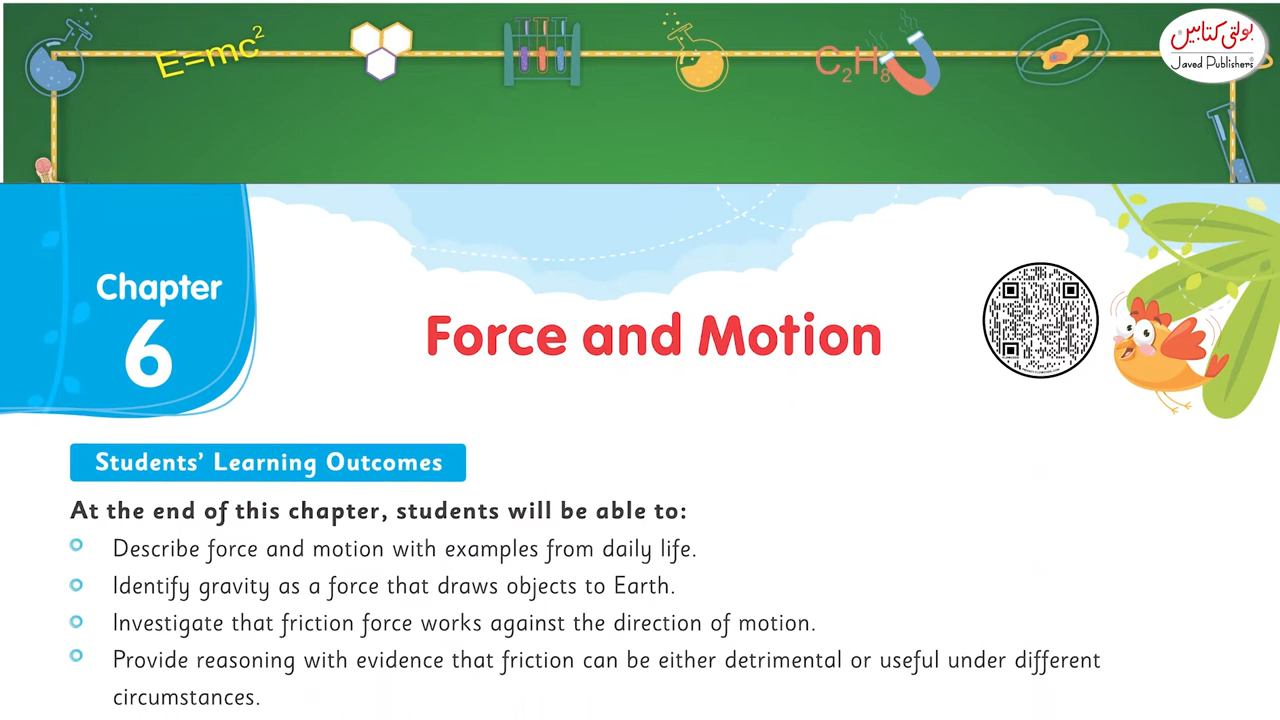 E=mc²
C₂H₈
بولتی کتابیں
Javed Publishers
Chapter
6
Force and Motion
Students' Learning Outcomes
At the end of this chapter, students will be able to:
Describe force and motion with examples from daily life.
Identify gravity as a force that draws objects to Earth.
Investigate that friction force works against the direction of motion.
Provide reasoning with evidence that friction can be either detrimental or useful under different
circumstances.